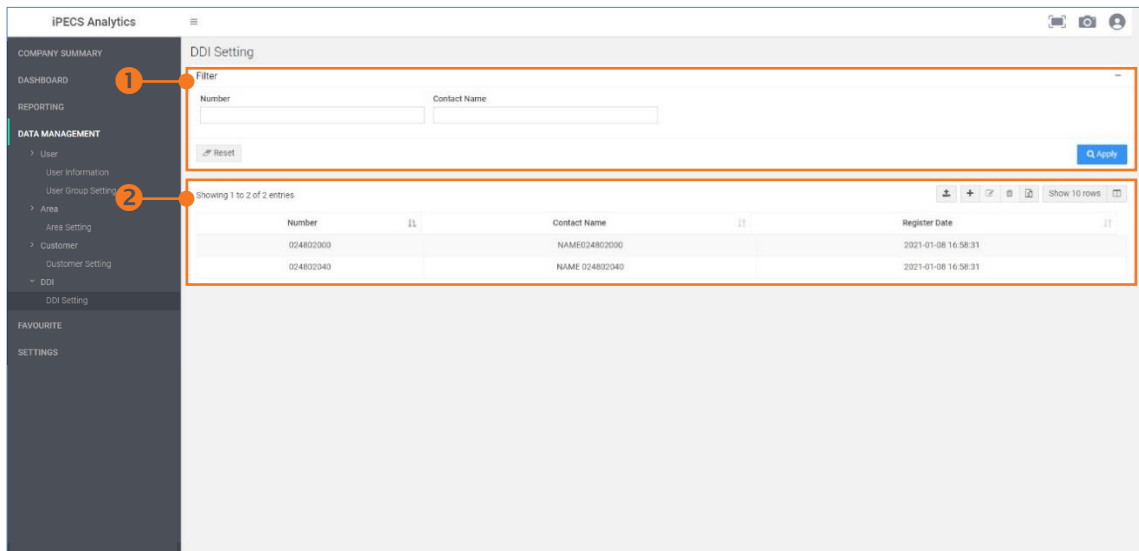 iPECS Analytics
COMPANY SUMMARY
DASHBOARD
REPORTING
DATA MANAGEMENT
User
User Information
User Group Setting
Area
Area Setting
Customer
Customer Setting
DDI
DDI Setting
FAVOURITE
SETTINGS
DDI Setting
1
Filter
Number Contact Name
Reset Apply
2
Showing 1 to 2 of 2 entries Show 10 rows
Number Contact Name Register Date
024802000 NAME024802000 2021-01-08 16:58:31
024802040 NAME 024802040 2021-01-08 16:58:31